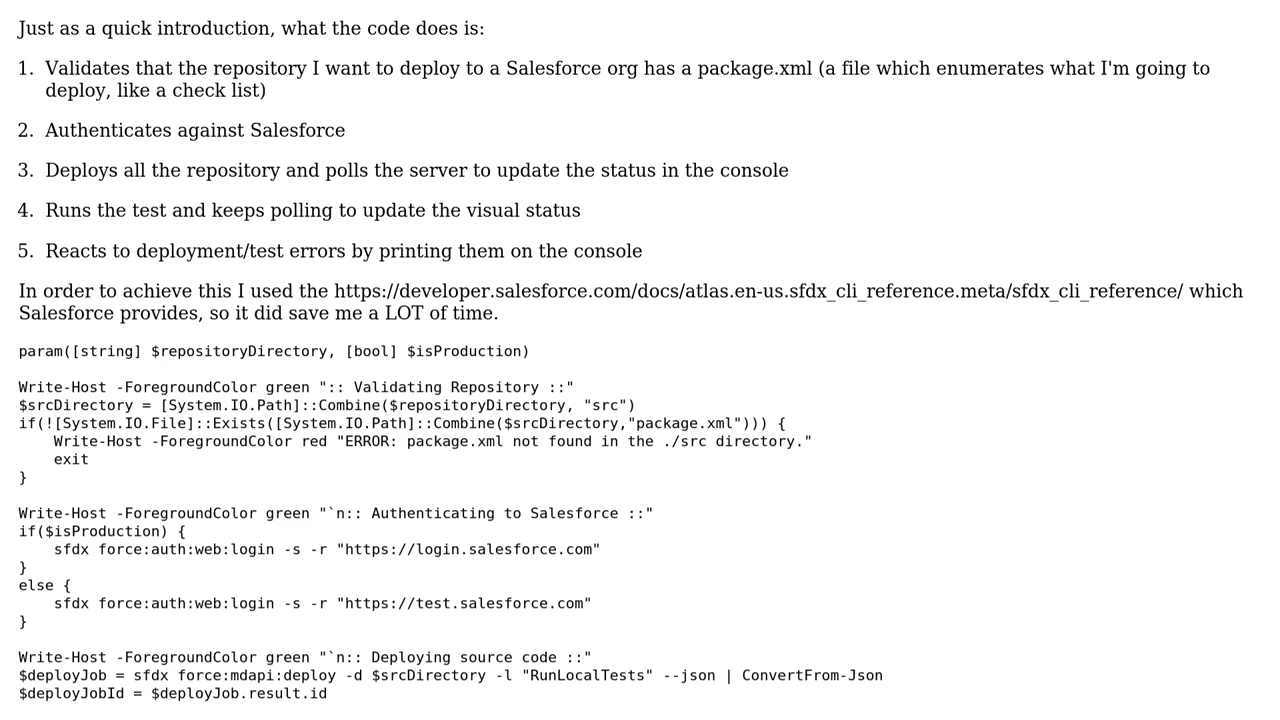 Just as a quick introduction, what the code does is:
1. Validates that the repository I want to deploy to a Salesforce org has a package.xml (a file which enumerates what I'm going to
deploy, like a check list)
2. Authenticates against Salesforce
3. Deploys all the repository and polls the server to update the status in the console
4. Runs the test and keeps polling to update the visual status
5. Reacts to deployment/test errors by printing them on the console
In order to achieve this I used the https://developer.salesforce.com/docs/atlas.en-us.sfdx_cli_reference.meta/sfdx_cli_reference/ which
Salesforce provides, so it did save me a LOT of time.
param([string] $repositoryDirectory, [bool] $isProduction)
Write-Host -ForegroundColor green ":: Validating Repository ::"
$srcDirectory = [System.IO.Path]::Combine($repositoryDirectory, "src")
if(![System.IO.File]::Exists([System.IO.Path]::Combine($srcDirectory,"package.xml"))) {
    Write-Host -ForegroundColor red "ERROR: package.xml not found in the ./src directory."
    exit
}
Write-Host -ForegroundColor green "`n:: Authenticating to Salesforce ::"
if($isProduction) {
    sfdx force:auth:web:login -s -r "https://login.salesforce.com"
}
else {
    sfdx force:auth:web:login -s -r "https://test.salesforce.com"
}
Write-Host -ForegroundColor green "`n:: Deploying source code ::"
$deployJob = sfdx force:mdapi:deploy -d $srcDirectory -l "RunLocalTests" --json | ConvertFrom-Json
$deployJobId = $deployJob.result.id